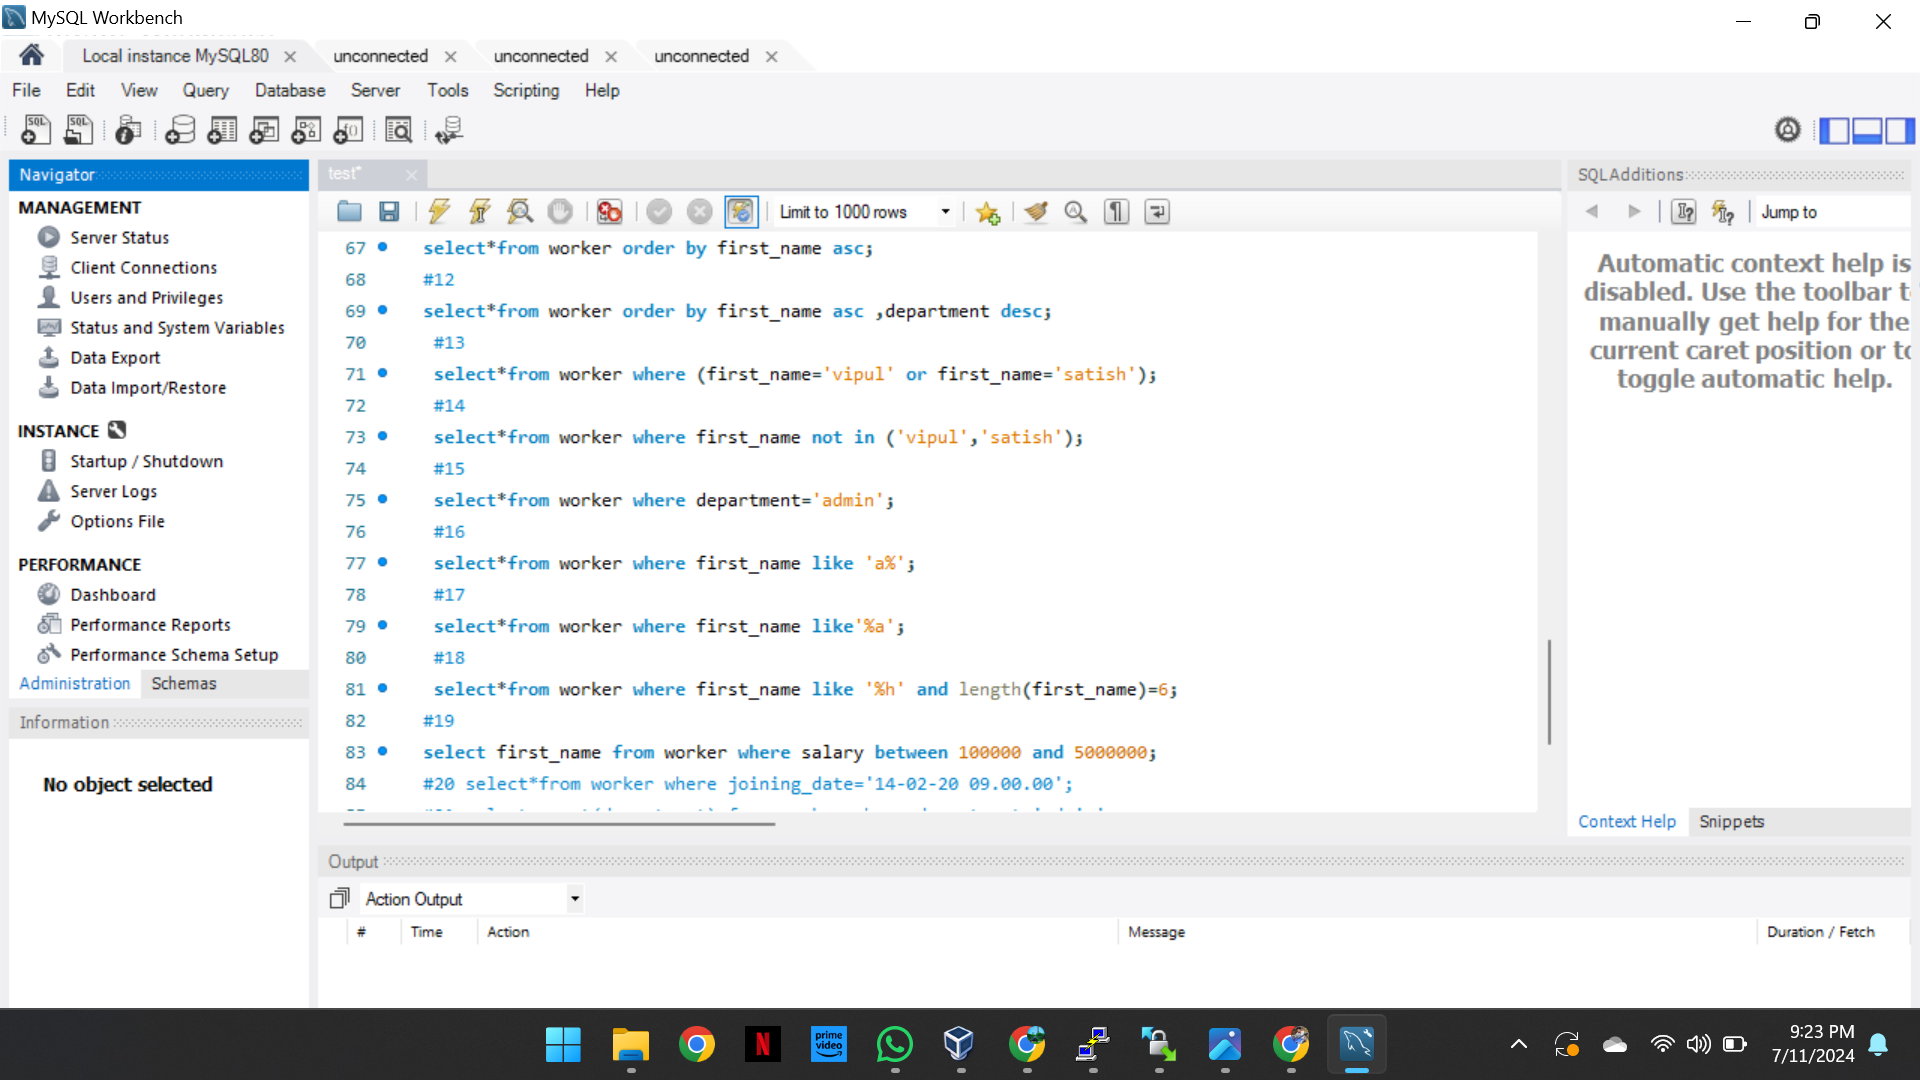 MySQL Workbench
Local instance MySQL80
unconnected
unconnected
unconnected
File Edit View Query Database Server Tools Scripting Help
SQL SQL
Navigator
MANAGEMENT
Server Status
Client Connections
Users and Privileges
Status and System Variables
Data Export
Data Import/Restore
INSTANCE
Startup / Shutdown
Server Logs
Options File
PERFORMANCE
Dashboard
Performance Reports
Performance Schema Setup
Administration Schemas
Information
No object selected
test*
Limit to 1000 rows
67 select*from worker order by first_name asc;
68 #12
69 select*from worker order by first_name asc ,department desc;
70 #13
71 select*from worker where (first_name='vipul' or first_name='satish');
72 #14
73 select*from worker where first_name not in ('vipul','satish');
74 #15
75 select*from worker where department='admin';
76 #16
77 select*from worker where first_name like 'a%';
78 #17
79 select*from worker where first_name like'%a';
80 #18
81 select*from worker where first_name like '%h' and length(first_name)=6;
82 #19
83 select first_name from worker where salary between 100000 and 5000000;
84 #20 select*from worker where joining_date='14-02-20 09.00.00';
SQLAdditions
Jump to
Automatic context help is
disabled. Use the toolbar t
manually get help for the
current caret position or to
toggle automatic help.
Context Help Snippets
Output
Action Output
# Time Action Message Duration / Fetch
prime
video
9:23 PM
7/11/2024